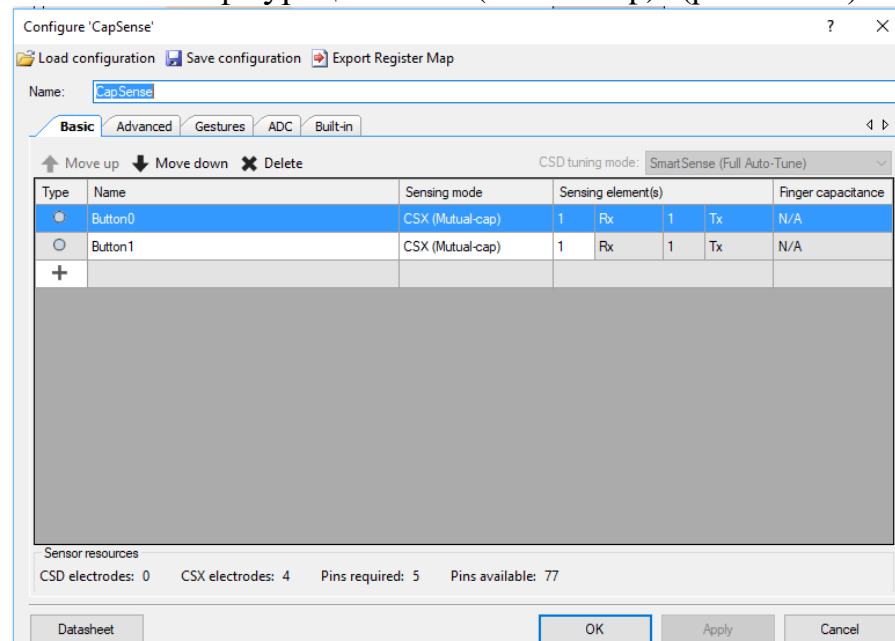 Configure 'CapSense' ? ×
Load configuration Save configuration Export Register Map
Name: CapSense
Basic Advanced Gestures ADC Built-in
Move up Move down Delete CSD tuning mode: SmartSense (Full Auto-Tune)
Type Name Sensing mode Sensing element(s) Finger capacitance
Button0 CSX (Mutual-cap) 1 Rx 1 Tx N/A
Button1 CSX (Mutual-cap) 1 Rx 1 Tx N/A
+
Sensor resources
CSD electrodes: 0 CSX electrodes: 4 Pins required: 5 Pins available: 77
Datasheet OK Apply Cancel